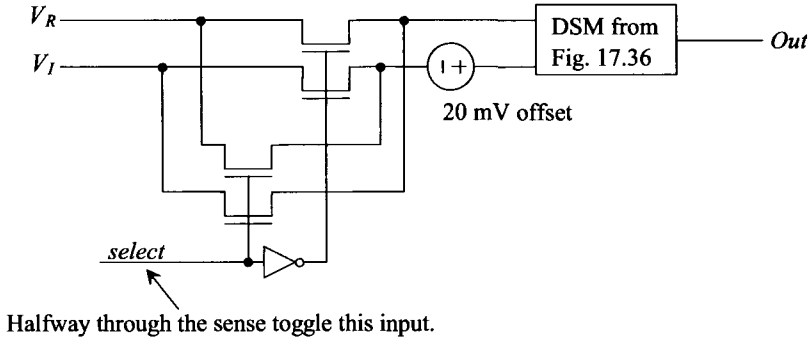 V_R
V_I
DSM from
Fig. 17.36
Out
+
20 mV offset
select
Halfway through the sense toggle this input.